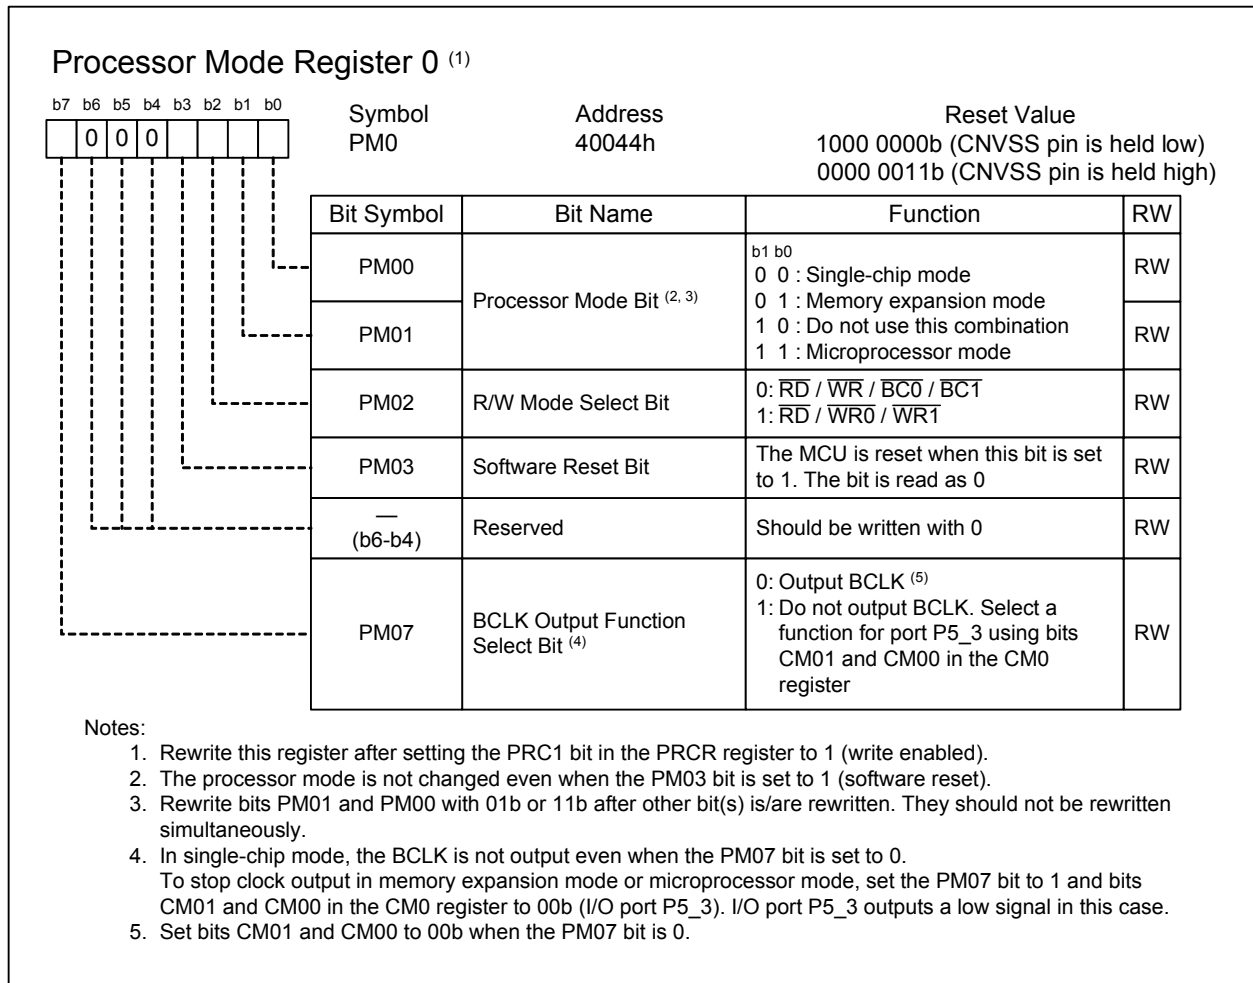 Processor Mode Register 0 (1)
b7 b6 b5 b4 b3 b2 b1 b0
0 0 0
Symbol Address Reset Value
PM0 40044h 1000 0000b (CNVSS pin is held low)
0000 0011b (CNVSS pin is held high)
Bit Symbol Bit Name Function RW
PM00
PM01
Processor Mode Bit (2, 3)
b1 b0
0 0 : Single-chip mode
0 1 : Memory expansion mode
1 0 : Do not use this combination
1 1 : Microprocessor mode
RW
RW
PM02 R/W Mode Select Bit
0: RD / WR / BC0 / BC1
1: RD / WR0 / WR1
RW
PM03 Software Reset Bit
The MCU is reset when this bit is set
to 1. The bit is read as 0
RW
—
(b6-b4)
Reserved Should be written with 0 RW
PM07
BCLK Output Function
Select Bit (4)
0: Output BCLK (5)
1: Do not output BCLK. Select a
function for port P5_3 using bits
CM01 and CM00 in the CM0
register
RW
Notes:
1. Rewrite this register after setting the PRC1 bit in the PRCR register to 1 (write enabled).
2. The processor mode is not changed even when the PM03 bit is set to 1 (software reset).
3. Rewrite bits PM01 and PM00 with 01b or 11b after other bit(s) is/are rewritten. They should not be rewritten
simultaneously.
4. In single-chip mode, the BCLK is not output even when the PM07 bit is set to 0.
To stop clock output in memory expansion mode or microprocessor mode, set the PM07 bit to 1 and bits
CM01 and CM00 in the CM0 register to 00b (I/O port P5_3). I/O port P5_3 outputs a low signal in this case.
5. Set bits CM01 and CM00 to 00b when the PM07 bit is 0.